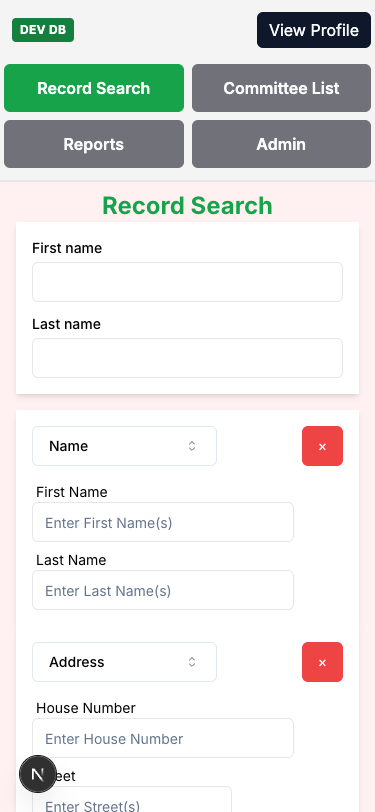 DEV DB
View Profile
Record Search
Committee List
Reports
Admin
Record Search
First name
Last name
Name
×
First Name
Enter First Name(s)
Last Name
Enter Last Name(s)
Address
×
House Number
Enter House Number
N
eet
Enter Street(s)